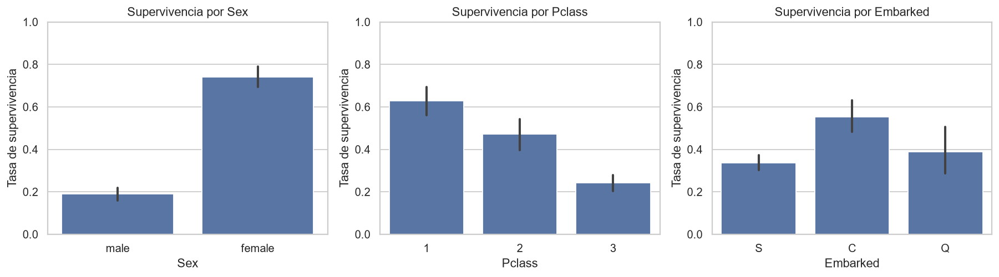 Supervivencia por Sex
Tasa de supervivencia
1.0
0.8
0.6
0.4
0.2
0.0
male female
Sex
Supervivencia por Pclass
Tasa de supervivencia
1.0
0.8
0.6
0.4
0.2
0.0
1 2 3
Pclass
Supervivencia por Embarked
Tasa de supervivencia
1.0
0.8
0.6
0.4
0.2
0.0
S C Q
Embarked